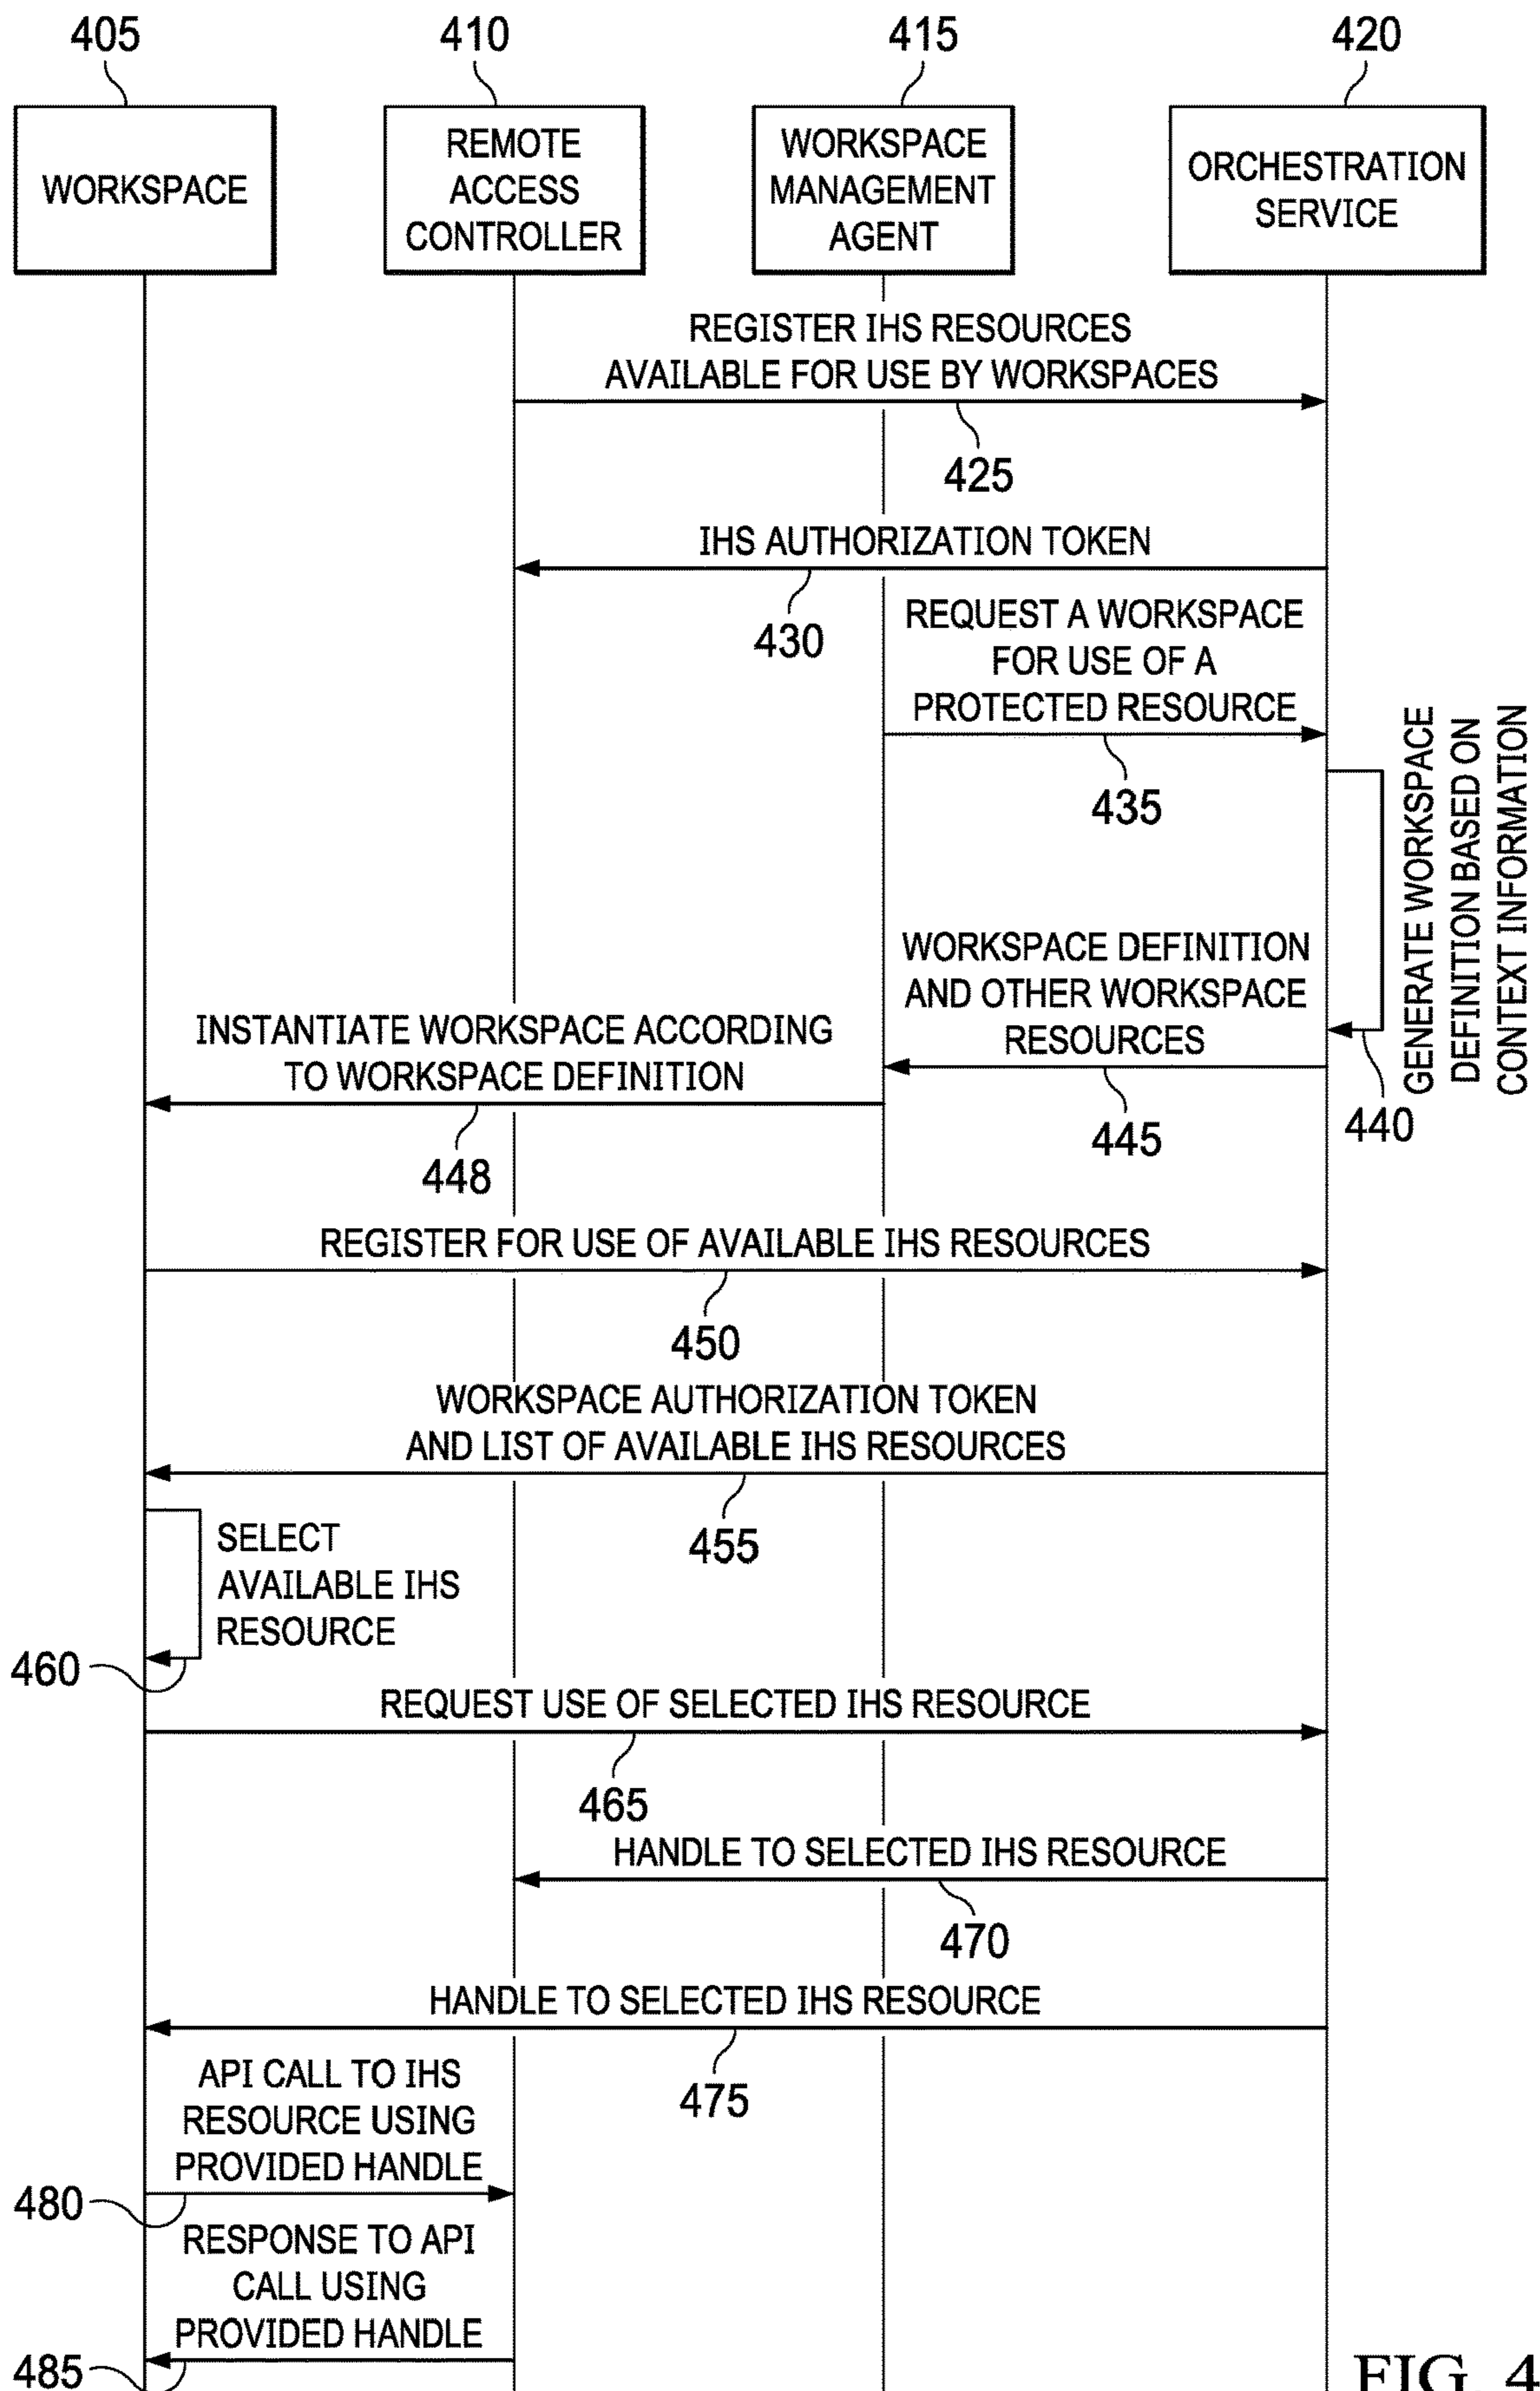 405
410
415
420
WORKSPACE
REMOTE
ACCESS
CONTROLLER
WORKSPACE
MANAGEMENT
AGENT
ORCHESTRATION
SERVICE
REGISTER IHS RESOURCES
AVAILABLE FOR USE BY WORKSPACES
425
IHS AUTHORIZATION TOKEN
430
REQUEST A WORKSPACE
FOR USE OF A
PROTECTED RESOURCE
435
GENERATE WORKSPACE
DEFINITION BASED ON
CONTEXT INFORMATION
440
WORKSPACE DEFINITION
AND OTHER WORKSPACE
RESOURCES
445
INSTANTIATE WORKSPACE ACCORDING
TO WORKSPACE DEFINITION
448
REGISTER FOR USE OF AVAILABLE IHS RESOURCES
450
WORKSPACE AUTHORIZATION TOKEN
AND LIST OF AVAILABLE IHS RESOURCES
455
SELECT
AVAILABLE IHS
RESOURCE
460
REQUEST USE OF SELECTED IHS RESOURCE
465
HANDLE TO SELECTED IHS RESOURCE
470
HANDLE TO SELECTED IHS RESOURCE
475
API CALL TO IHS
RESOURCE USING
PROVIDED HANDLE
480
RESPONSE TO API
CALL USING
PROVIDED HANDLE
485
FIG. 4